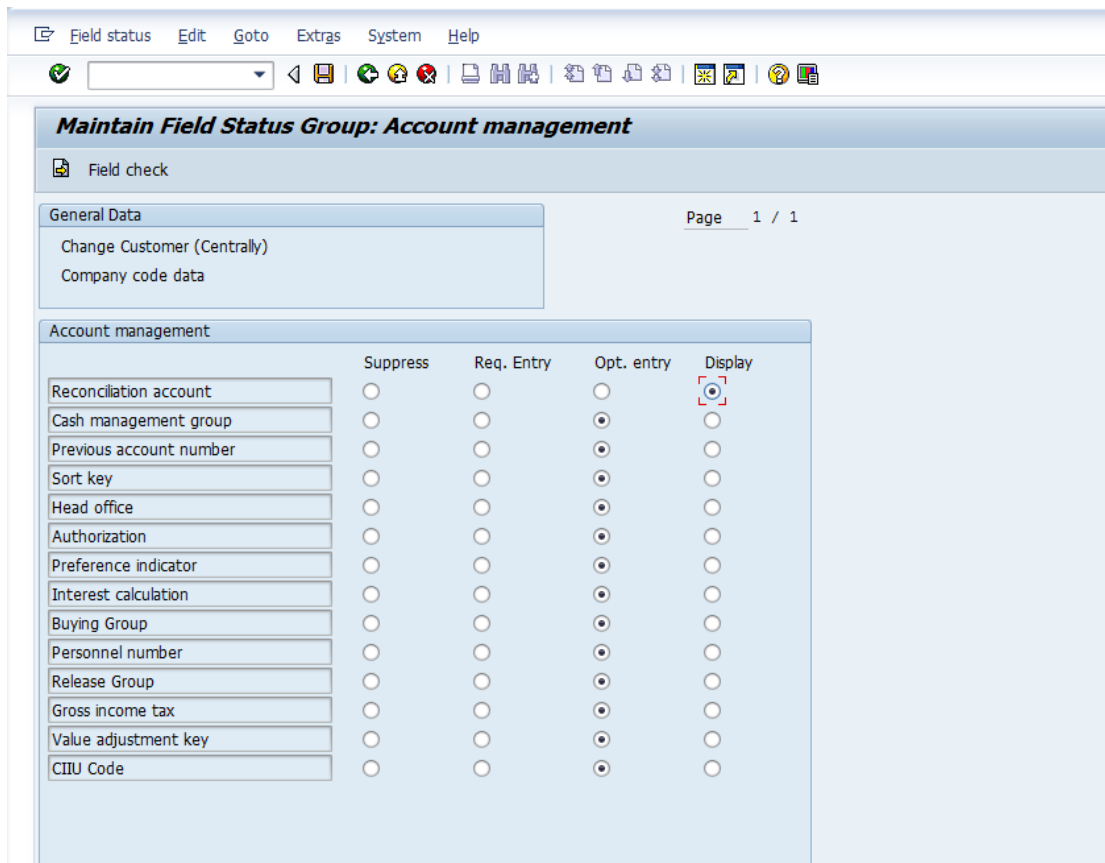 Field status Edit Goto Extras System Help
Maintain Field Status Group: Account management
Field check
General Data
Page 1 / 1
Change Customer (Centrally)
Company code data
Account management
Suppress Req. Entry Opt. entry Display
Reconciliation account
Cash management group
Previous account number
Sort key
Head office
Authorization
Preference indicator
Interest calculation
Buying Group
Personnel number
Release Group
Gross income tax
Value adjustment key
CIIU Code